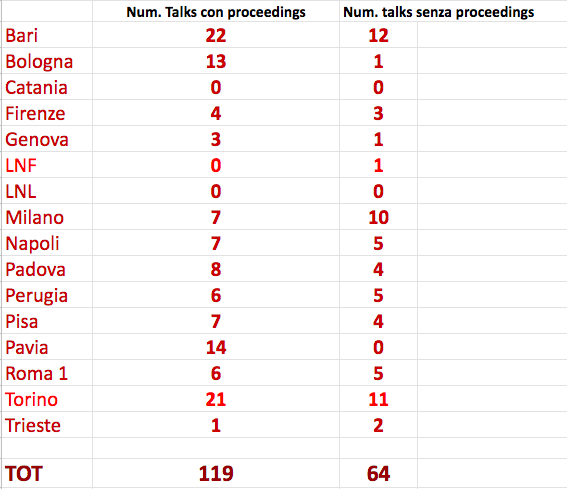 Num. Talks con proceedings Num. talks senza proceedings
Bari 22 12
Bologna 13 1
Catania 0 0
Firenze 4 3
Genova 3 1
LNF 0 1
LNL 0 0
Milano 7 10
Napoli 7 5
Padova 8 4
Perugia 6 5
Pisa 7 4
Pavia 14 0
Roma 1 6 5
Torino 21 11
Trieste 1 2
TOT 119 64